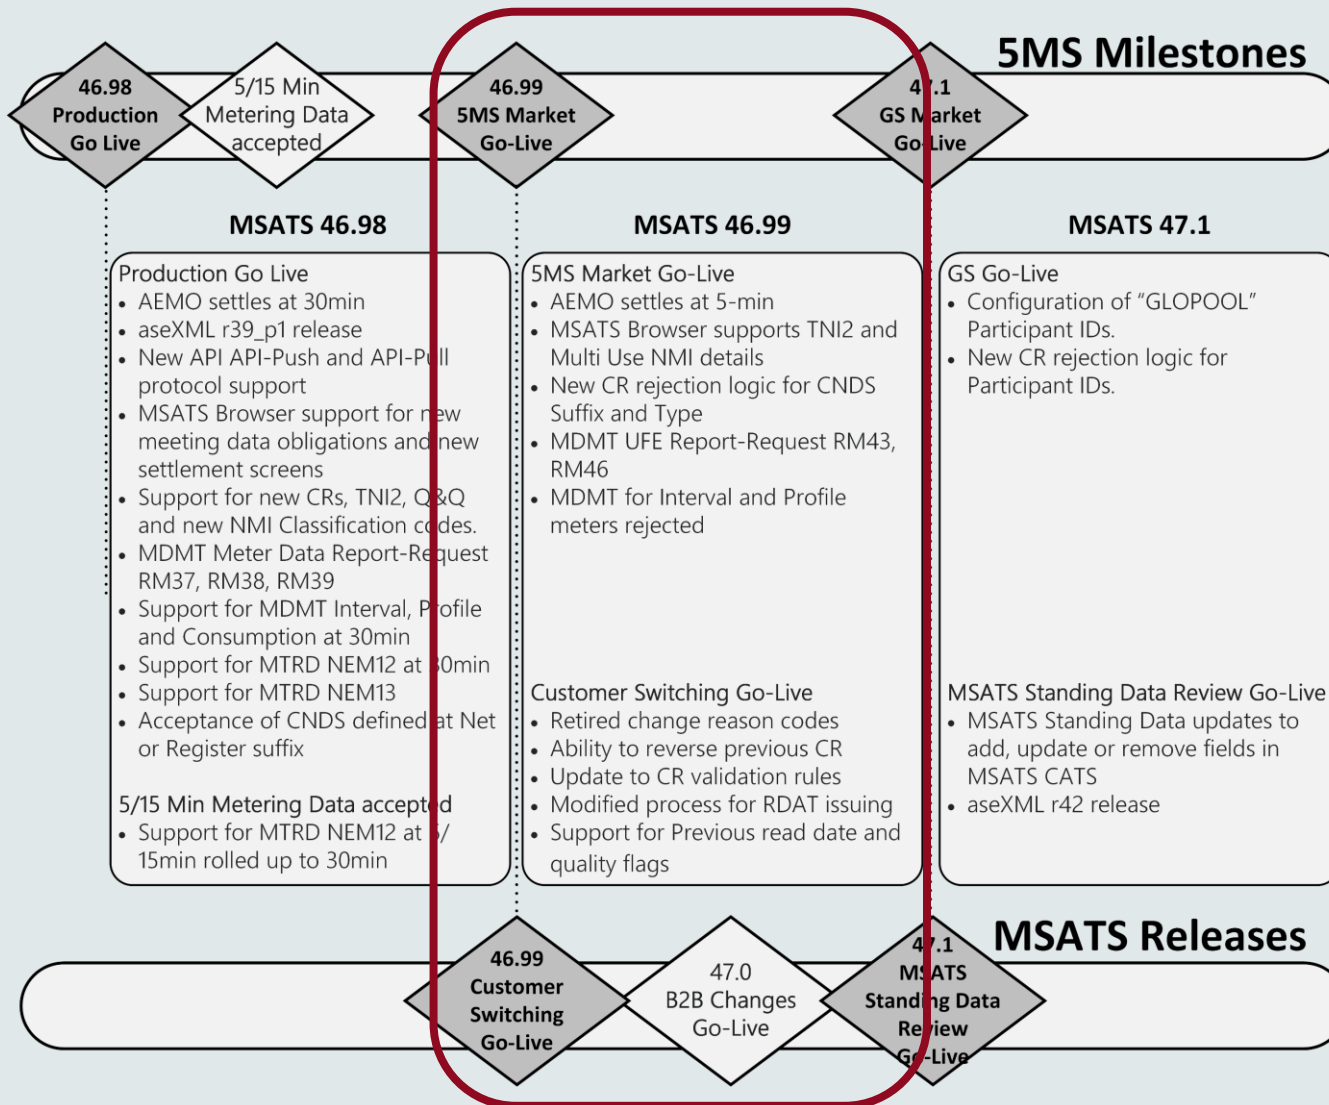 5MS Milestones
46.98
Production
Go Live
5/15 Min
Metering Data
accepted
46.99
5MS Market
Go-Live
47.1
GS Market
Go-Live
MSATS 46.98
Production Go Live
• AEMO settles at 30min
• aseXML r39_p1 release
• New API API-Push and API-Pull
protocol support
• MSATS Browser support for new
meeting data obligations and new
settlement screens
• Support for new CRs, TNI2, Q&Q
and new NMI Classification codes.
• MDMT Meter Data Report-Request
RM37, RM38, RM39
• Support for MDMT Interval, Profile
and Consumption at 30min
• Support for MTRD NEM12 at 30min
• Support for MTRD NEM13
• Acceptance of CNDS defined at Net
or Register suffix
5/15 Min Metering Data accepted
• Support for MTRD NEM12 at 5/
15min rolled up to 30min
MSATS 46.99
5MS Market Go-Live
• AEMO settles at 5-min
• MSATS Browser supports TNI2 and
Multi Use NMI details
• New CR rejection logic for CNDS
Suffix and Type
• MDMT UFE Report-Request RM43,
RM46
• MDMT for Interval and Profile
meters rejected
Customer Switching Go-Live
• Retired change reason codes
• Ability to reverse previous CR
• Update to CR validation rules
• Modified process for RDAT issuing
• Support for Previous read date and
quality flags
MSATS 47.1
GS Go-Live
• Configuration of “GLOPOOL”
Participant IDs.
• New CR rejection logic for
Participant IDs.
MSATS Standing Data Review Go-Live
• MSATS Standing Data updates to
add, update or remove fields in
MSATS CATS
• aseXML r42 release
MSATS Releases
46.99
Customer
Switching
Go-Live
47.0
B2B Changes
Go-Live
47.1
MSATS
Standing Data
Review
Go-Live